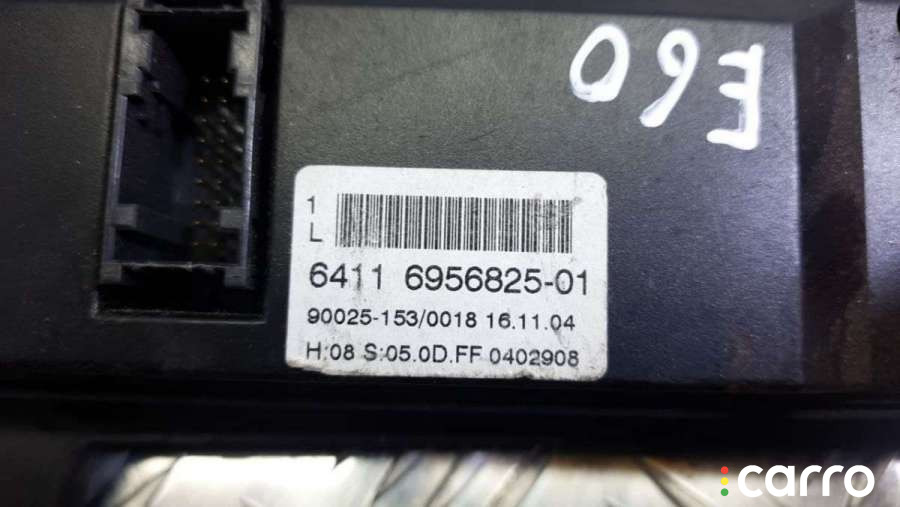 E60
1
L
6411 6956825-01
90025-153/0018 16.11.04
H:08 S:05.0D.FF 0402908
carro